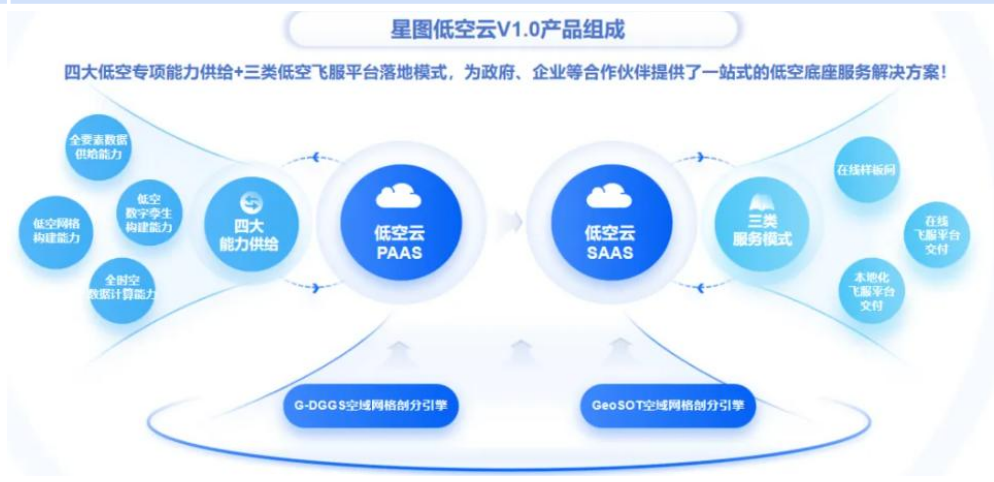 星图低空云V1.0产品组成
四大低空专项能力供给+三类低空飞服平台落地模式，为政府、企业等合作伙伴提供了一站式的低空底座服务解决方案！
全要素数据
供给能力
低空网格
构建能力
低空
数字孪生
构建能力
全时空
数据计算能力
四大
能力供给
低空云
PAAS
低空云
SAAS
三类
服务模式
在线样板间
在线
飞服平台
交付
本地化
飞服平台
交付
G-DGGS空域网格剖分引擎
GeoSOT空域网格剖分引擎